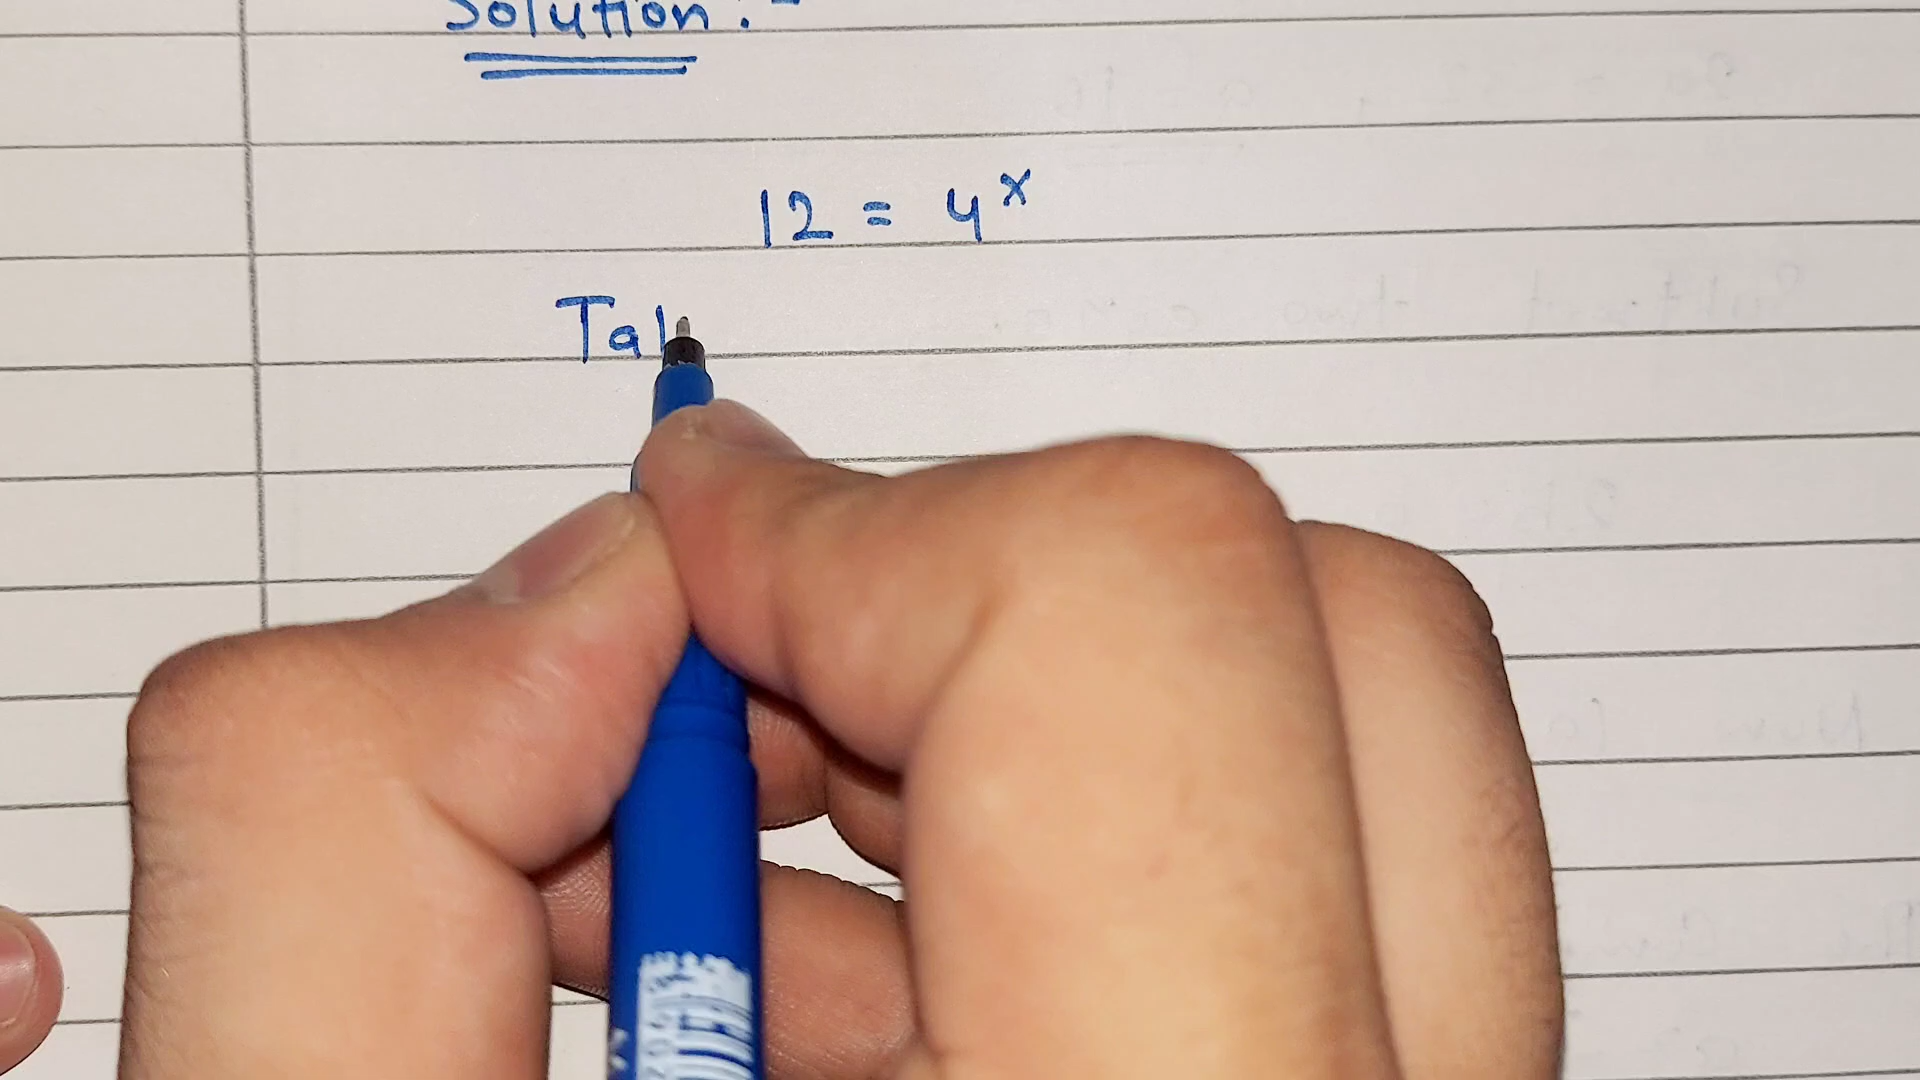 Solution :-
12 = 4ˣ
Tal